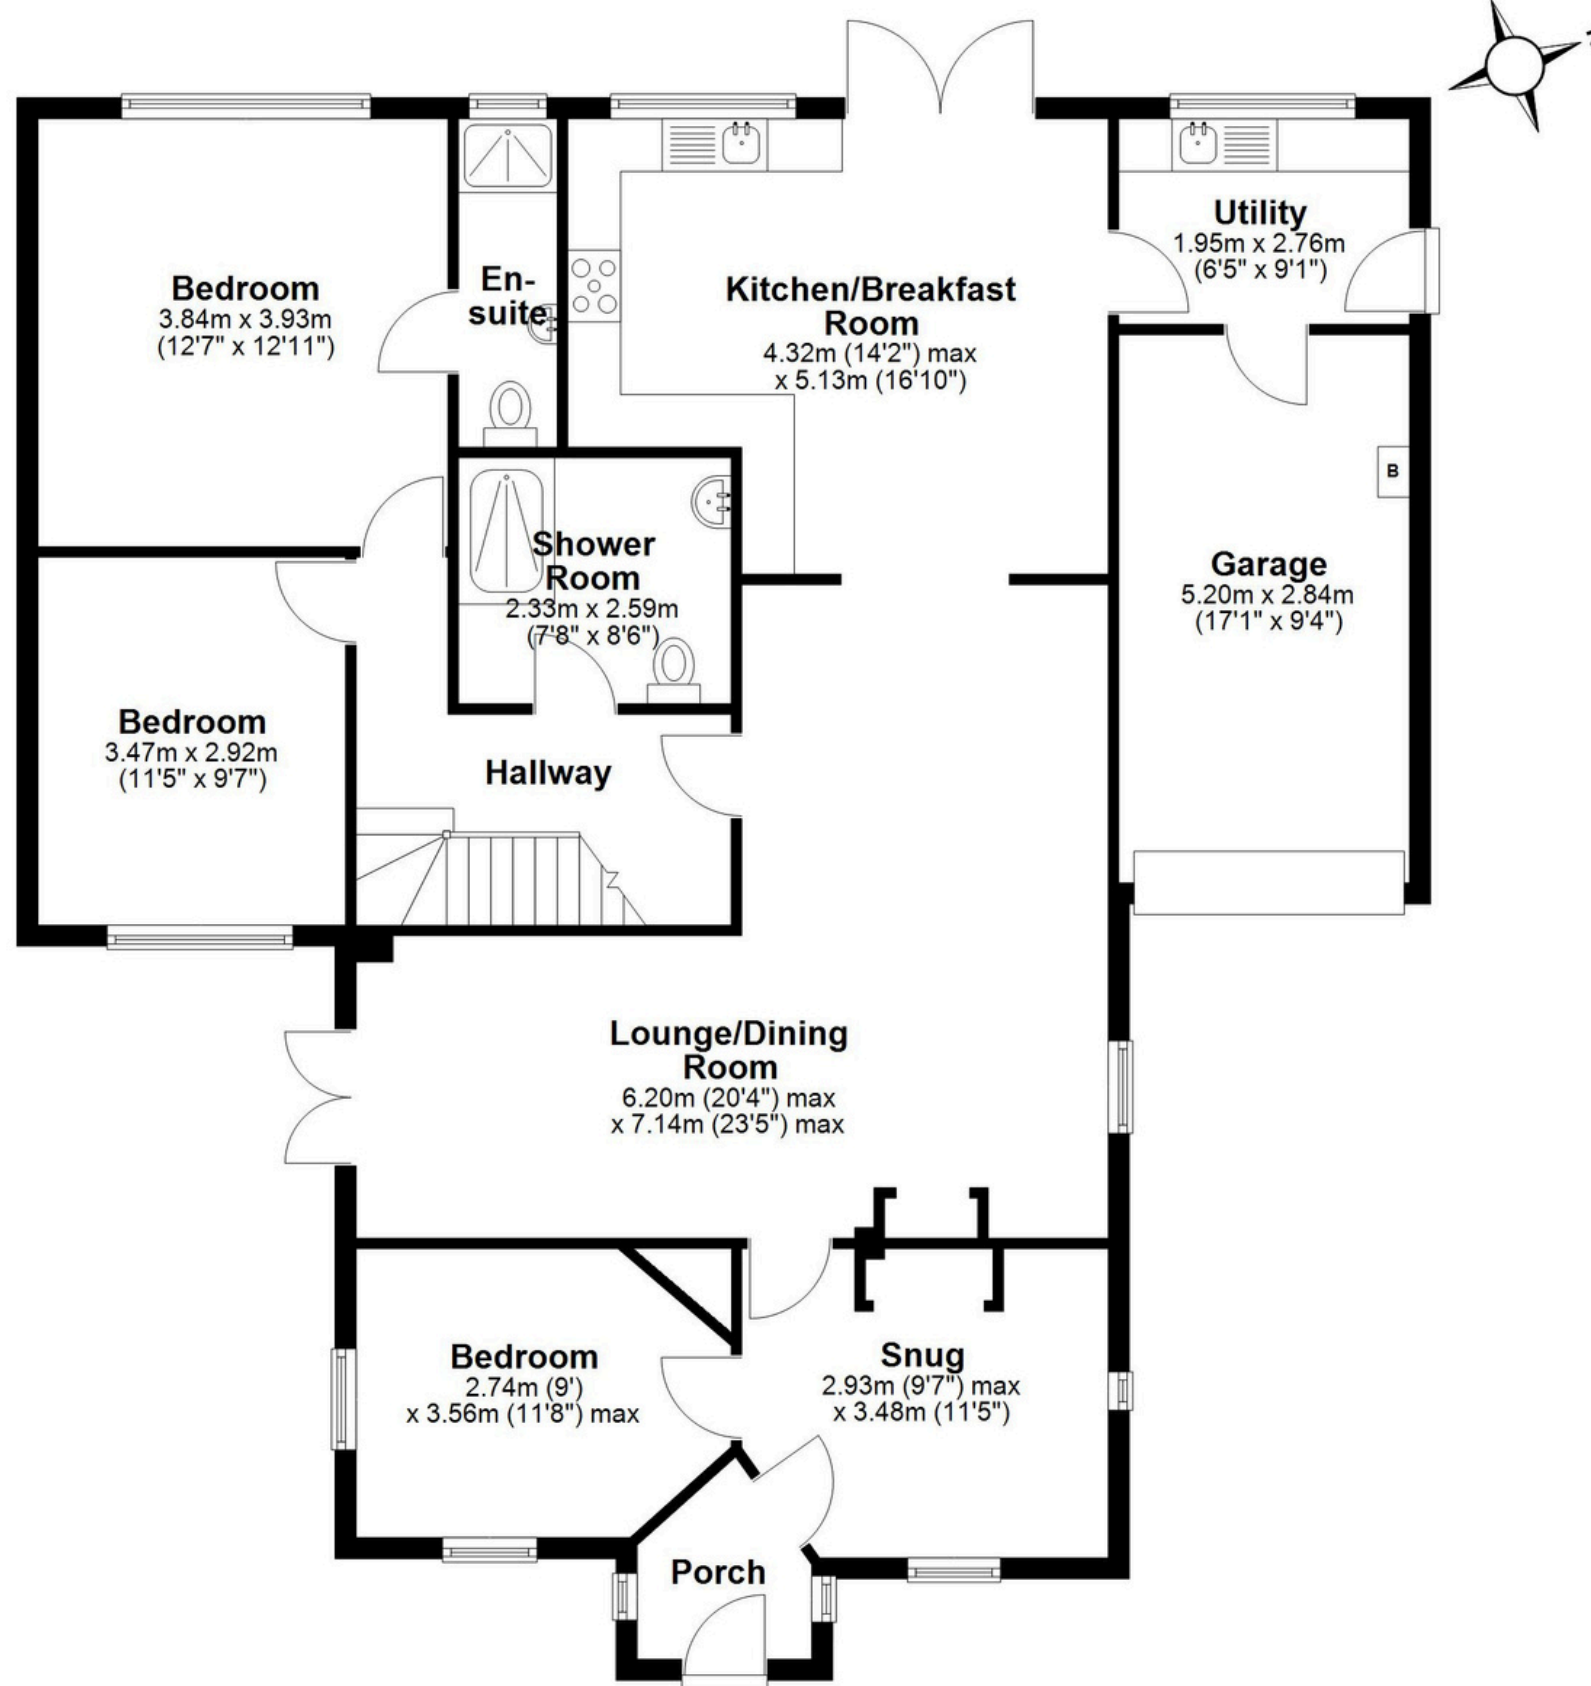 Bedroom
3.84m x 3.93m
(12'7" x 12'11")
En-
suite
Kitchen/Breakfast
Room
4.32m (14'2") max
x 5.13m (16'10")
Utility
1.95m x 2.76m
(6'5" x 9'1")
B
Shower
Room
2.33m x 2.59m
(7'8" x 8'6")
Garage
5.20m x 2.84m
(17'1" x 9'4")
Bedroom
3.47m x 2.92m
(11'5" x 9'7")
Hallway
Lounge/Dining
Room
6.20m (20'4") max
x 7.14m (23'5") max
Bedroom
2.74m (9')
x 3.56m (11'8") max
Snug
2.93m (9'7") max
x 3.48m (11'5")
Porch